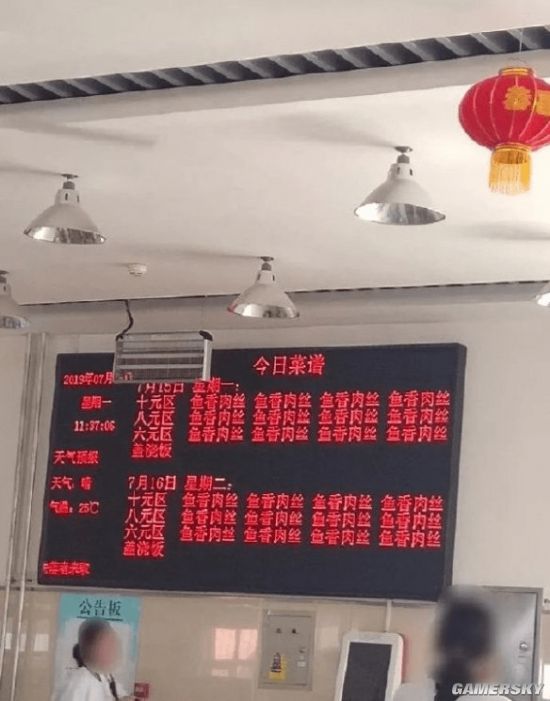 今日菜谱
2019年07月
星期一
11:37:06
天气预报
天气：晴
气温：25℃
7月15日 星期一：
十元区 鱼香肉丝 鱼香肉丝 鱼香肉丝 鱼香肉丝
八元区 鱼香肉丝 鱼香肉丝 鱼香肉丝 鱼香肉丝
六元区 鱼香肉丝 鱼香肉丝 鱼香肉丝 鱼香肉丝
盖浇饭
7月16日 星期二：
十元区 鱼香肉丝 鱼香肉丝 鱼香肉丝 鱼香肉丝
八元区 鱼香肉丝 鱼香肉丝 鱼香肉丝 鱼香肉丝
六元区 鱼香肉丝 鱼香肉丝 鱼香肉丝 鱼香肉丝
盖浇饭
公告板
春
GAMERSKY